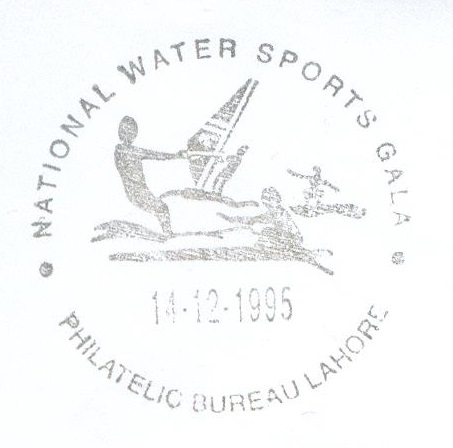 NATIONAL WATER SPORTS GALA
14-12-1995
PHILATELIC BUREAU LAHORE